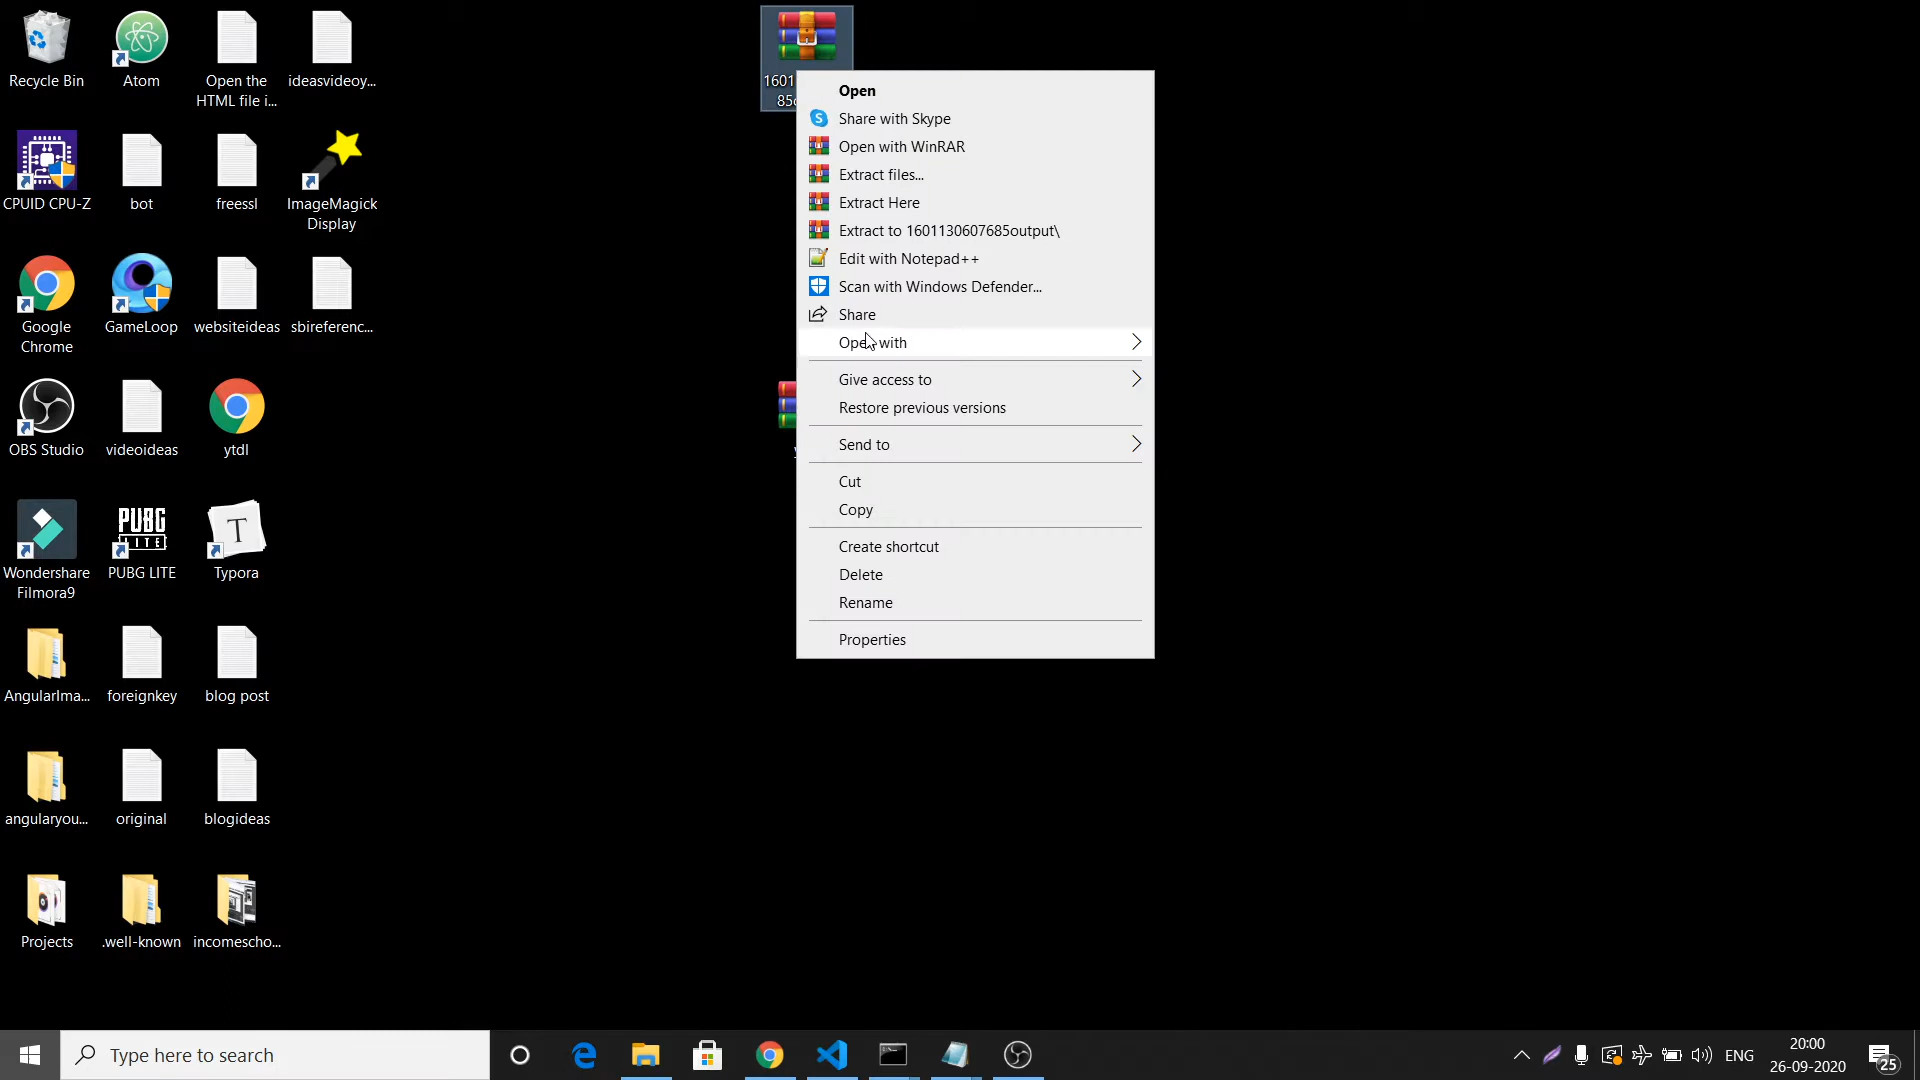 Recycle Bin
Atom
Open the
HTML file i...
ideasvideoy...
CPUID CPU-Z
bot
freessl
ImageMagick
Display
Google
Chrome
GameLoop
websiteideas
sbireferenc...
OBS Studio
videoideas
ytdl
Wondershare
Filmora9
PUBG LITE
PUBG LITE
T
Typora
AngularIma...
foreignkey
blog post
angularyou...
original
blogideas
Projects
.well-known
incomescho...
1601
85
Open
S
Share with Skype
Open with WinRAR
Extract files...
Extract Here
Extract to 1601130607685output\
Edit with Notepad++
Scan with Windows Defender...
Share
Open with
Give access to
Restore previous versions
Send to
Cut
Copy
Create shortcut
Delete
Rename
Properties
Type here to search
ENG
20:00
26-09-2020
25